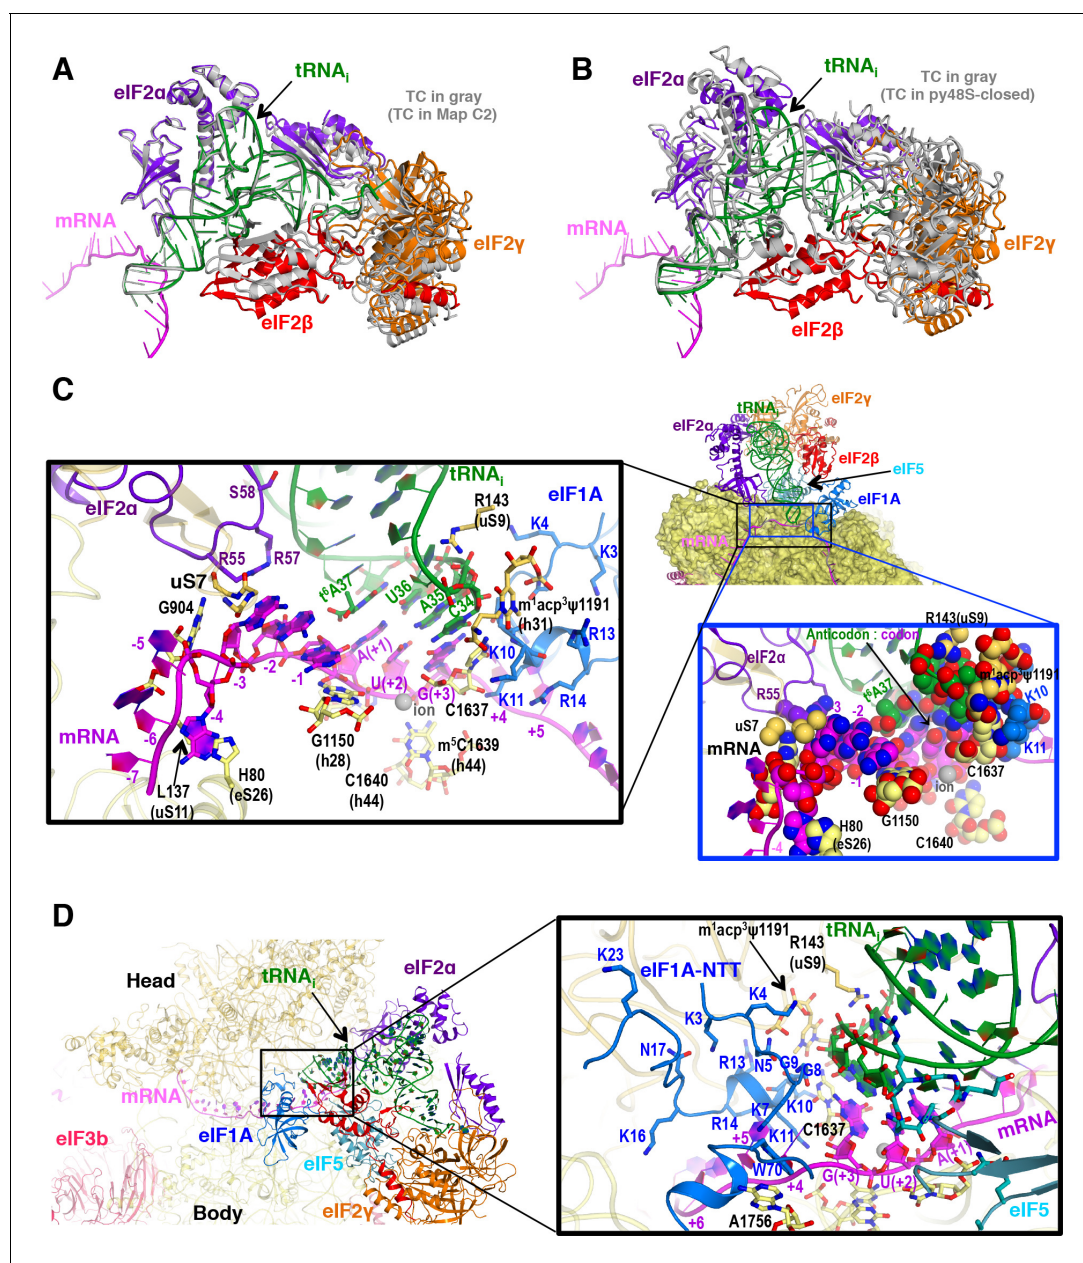 A
tRNAi
eIF2α
TC in gray
(TC in Map C2)
mRNA
eIF2γ
eIF2β
B
tRNAi
eIF2α
TC in gray
(TC in py48S-closed)
mRNA
eIF2γ
eIF2β
C
eIF2γ
tRNAi
eIF2α
eIF2β
eIF5
eIF1A
mRNA
tRNAi
S58
R143
(uS9)
eIF1A
eIF2α
K4
K3
R55
R57
uS7
t⁶A37
U36
A35
C34
m¹acp³ψ1191
(h31)
G904
-5
-2
-3
-1
A(+1)
U(+2)
G(+3)
K10
R13
K11
R14
-4
ion
C1637
+4
+5
-6
mRNA
G1150
(h28)
m⁵C1639
(h44)
C1640
(h44)
H80
(eS26)
-7
L137
(uS11)
R143(uS9)
Anticodon : codon
eIF2α
m¹acp³ψ1191
t⁶A37
R55
K10
uS7
3
-2
K11
mRNA
C1637
-1
ion
G1150
H80
(eS26)
C1640
-4
D
Head
tRNAi
eIF2α
mRNA
eIF1A
eIF3b
eIF5
Body
eIF2γ
m¹acp³ψ1191
R143
(uS9)
tRNAi
K23
eIF1A-NTT
K4
K3
N17
R13
N5
G9
G8
K7
K10
K16
R14
C1637
mRNA
+5
K11
A(+1)
W70
G(+3)
U(+2)
+4
eIF5
+6
A1756